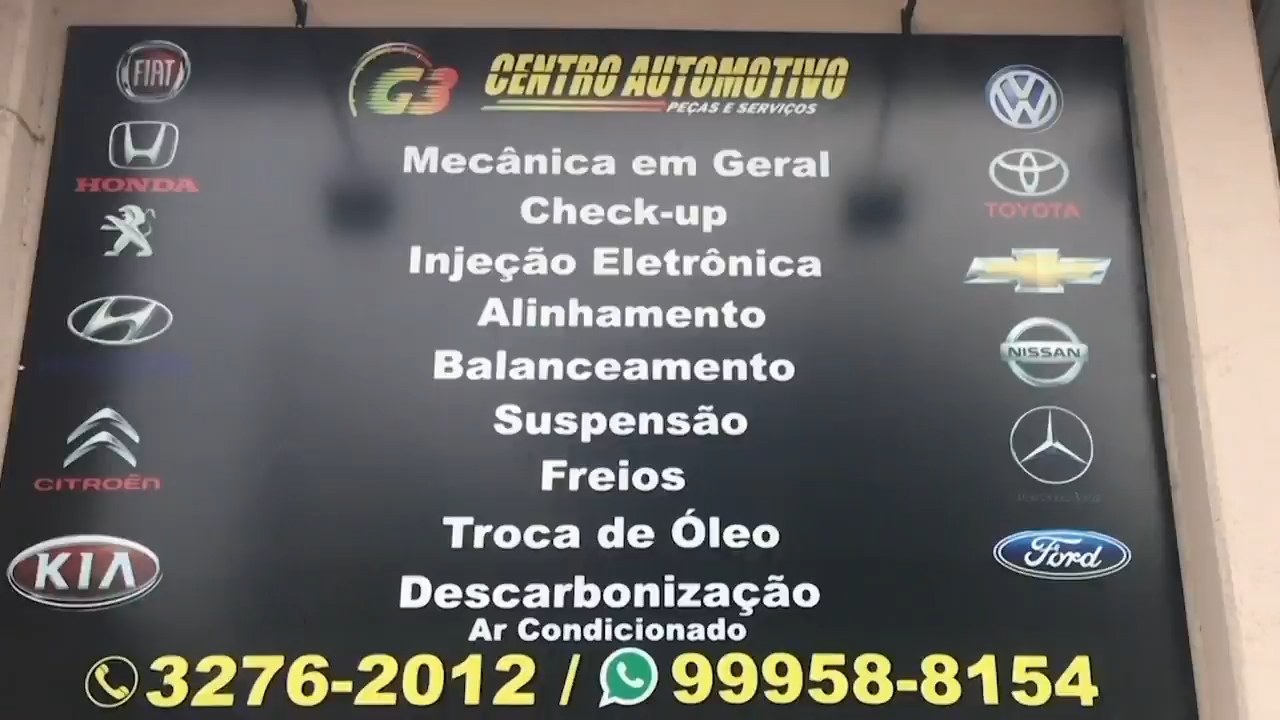 G3 CENTRO AUTOMOTIVO
PEÇAS E SERVIÇOS
Mecânica em Geral
Check-up
Injeção Eletrônica
Alinhamento
Balanceamento
Suspensão
Freios
Troca de Óleo
Descarbonização
Ar Condicionado
3276-2012 / 99958-8154
FIAT
HONDA
CITROËN
KIA
TOYOTA
NISSAN
Ford